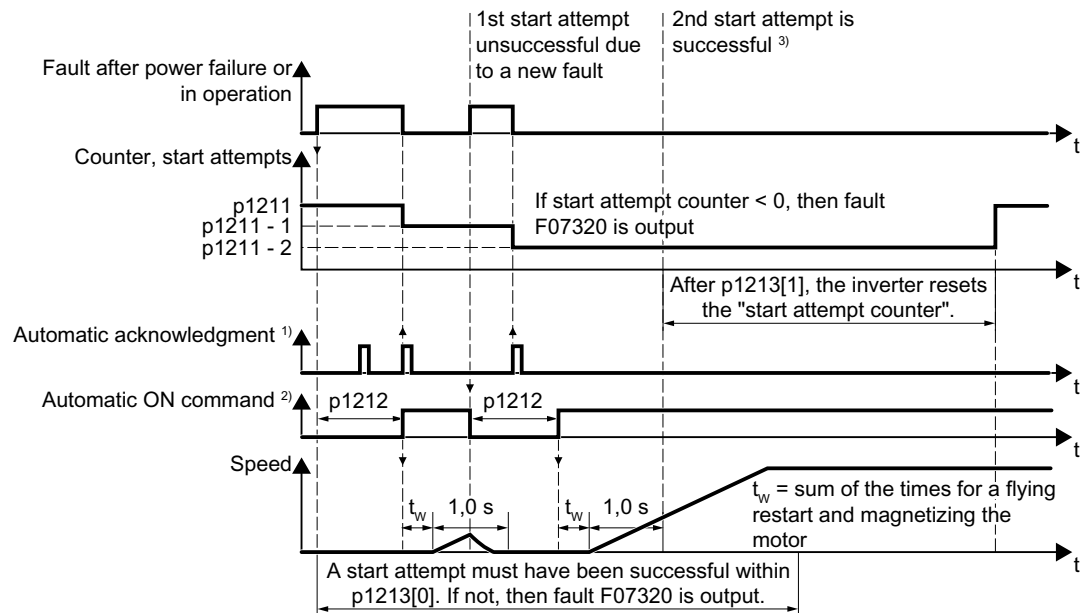 1st start attempt
unsuccessful due
to a new fault
2nd start attempt is
successful 3)
Fault after power failure or
in operation
t
Counter, start attempts
p1211
p1211 - 1
p1211 - 2
If start attempt counter < 0, then fault
F07320 is output
t
After p1213[1], the inverter resets
the "start attempt counter".
Automatic acknowledgment 1)
t
Automatic ON command 2)
p1212
p1212
t
Speed
tw
1,0 s
tw
1,0 s
tw = sum of the times for a flying
restart and magnetizing the
motor
t
A start attempt must have been successful within
p1213[0]. If not, then fault F07320 is output.